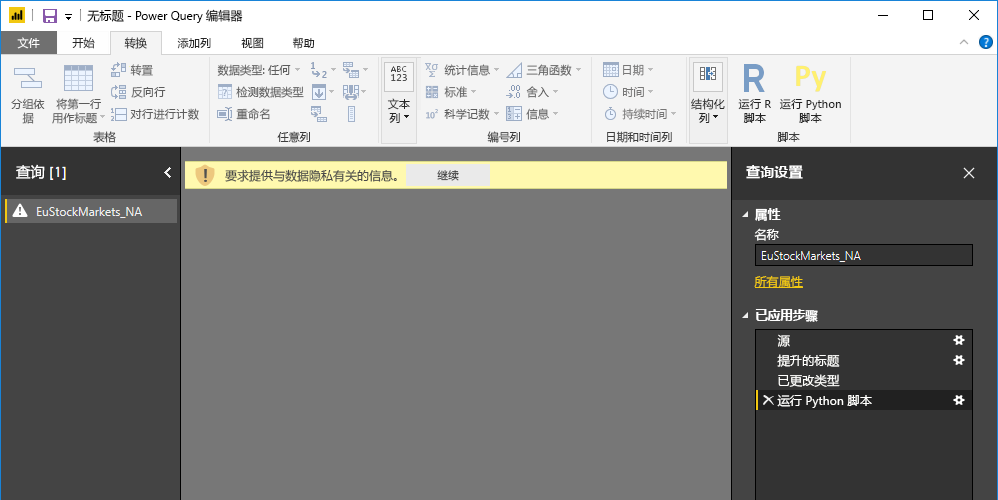 无标题 - Power Query 编辑器
文件 开始 转换 添加列 视图 帮助
分组依据
将第一行用作标题
转置
反向行
对行进行计数
表格
数据类型: 任何
检测数据类型
重命名
任意列
ABC
123
文本列
统计信息
标准
科学记数
三角函数
舍入
信息
编号列
日期
时间
持续时间
日期和时间列
结构化列
R
运行 R 脚本
Py
运行 Python 脚本
脚本
查询 [1]
EuStockMarkets_NA
要求提供与数据隐私有关的信息。 继续
查询设置
属性
名称
EuStockMarkets_NA
所有属性
已应用步骤
源
提升的标题
已更改类型
运行 Python 脚本